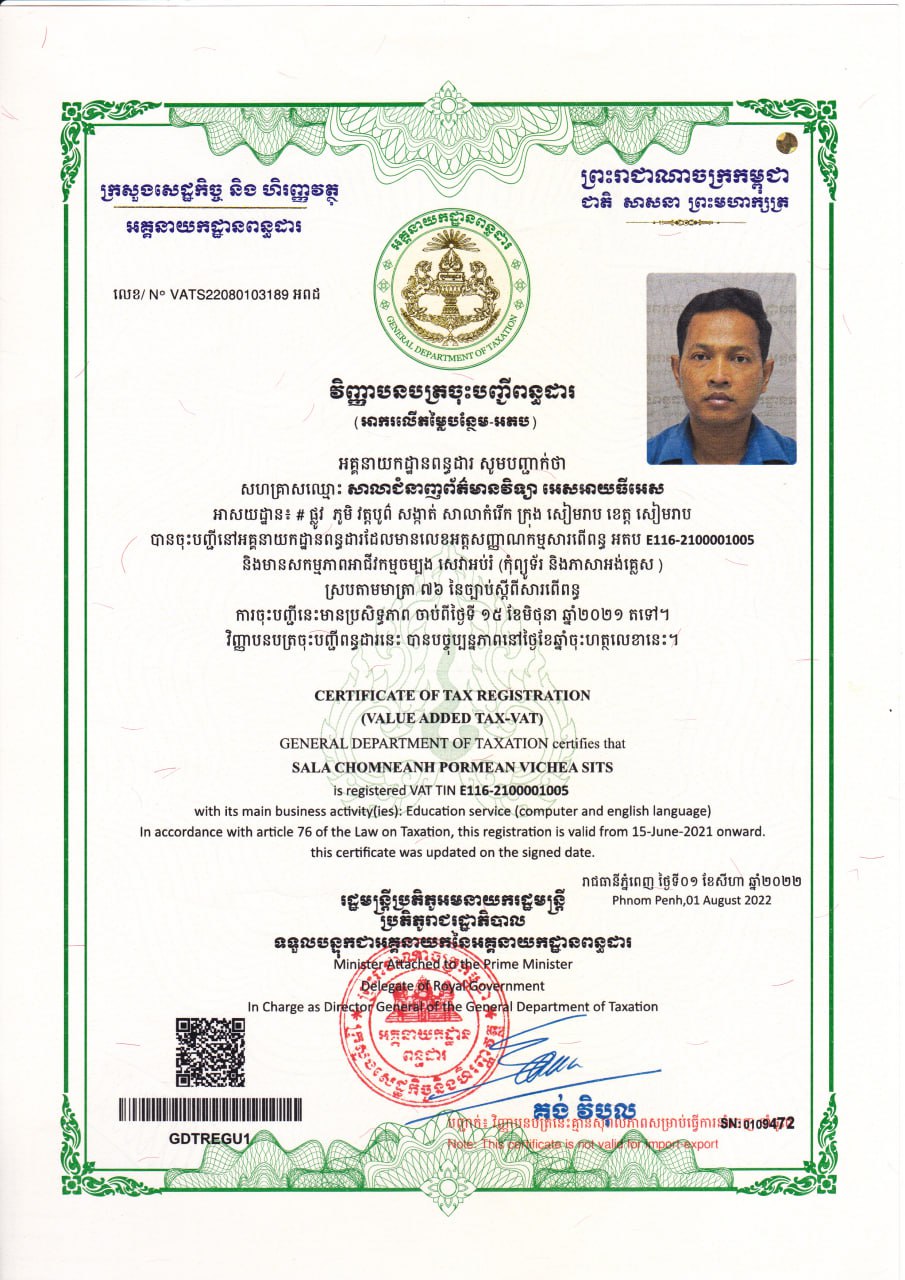 ព្រះរាជាណាចក្រកម្ពុជា
ជាតិ សាសនា ព្រះមហាក្សត្រ
ក្រសួងសេដ្ឋកិច្ច និង ហិរញ្ញវត្ថុ
អគ្គនាយកដ្ឋានពន្ធដារ
លេខ/ Nº VATS22080103189 អពដ
អគ្គនាយកដ្ឋានពន្ធដារ
GENERAL DEPARTMENT OF TAXATION
វិញ្ញាបនបត្រចុះបញ្ជីពន្ធដារ
(អាករលើតម្លៃបន្ថែម-អតប)
អគ្គនាយកដ្ឋានពន្ធដារ សូមបញ្ជាក់ថា
សហគ្រាសឈ្មោះ សាលាជំនាញព័ត៌មានវិទ្យា អេសអាយធីអេស
អាសយដ្ឋាន៖ # ផ្លូវ ភូមិ វត្តបូព៌ សង្កាត់ សាលាកំរើក ក្រុង សៀមរាប ខេត្ត សៀមរាប
បានចុះបញ្ជីនៅអគ្គនាយកដ្ឋានពន្ធដារដែលមានលេខអត្តសញ្ញាណកម្មសារពើពន្ធ អតប E116-2100001005
និងមានសកម្មភាពអាជីវកម្មចម្បង សេវាអប់រំ (កុំព្យូទ័រ និងភាសាអង់គ្លេស )
ស្របតាមមាត្រា ៧៦ នៃច្បាប់ស្តីពីសារពើពន្ធ
ការចុះបញ្ជីនេះមានប្រសិទ្ធភាព ចាប់ពីថ្ងៃទី ១៥ ខែមិថុនា ឆ្នាំ២០២១ តទៅ។
វិញ្ញាបនបត្រចុះបញ្ជីពន្ធដារនេះ បានបច្ចុប្បន្នភាពនៅថ្ងៃខែឆ្នាំចុះហត្ថលេខានេះ។
CERTIFICATE OF TAX REGISTRATION
(VALUE ADDED TAX-VAT)
GENERAL DEPARTMENT OF TAXATION certifies that
SALA CHOMNEANH PORMEAN VICHEA SITS
is registered VAT TIN E116-2100001005
with its main business activity(ies): Education service (computer and english language)
In accordance with article 76 of the Law on Taxation, this registration is valid from 15-June-2021 onward.
this certificate was updated on the signed date.
រាជធានីភ្នំពេញ ថ្ងៃទី០១ ខែសីហា ឆ្នាំ២០២២
Phnom Penh,01 August 2022
រដ្ឋមន្ត្រីប្រតិភូអមនាយករដ្ឋមន្ត្រី
ប្រតិភូរាជរដ្ឋាភិបាល
ទទួលបន្ទុកជាអគ្គនាយកនៃអគ្គនាយកដ្ឋានពន្ធដារ
Minister Attached to the Prime Minister
Delegate of Royal Government
In Charge as Director General of the General Department of Taxation
ព្រះរាជាណាចក្រកម្ពុជា
អគ្គនាយកដ្ឋាន
ពន្ធដារ
ក្រសួងសេដ្ឋកិច្ចនិងហិរញ្ញវត្ថុ
គង់ វិបុល
GDTREGU1
បញ្ជាក់៖ វិញ្ញាបនបត្រនេះគ្មានសុពលភាពសម្រាប់ធ្វើការ
SN: 0109472
Note: This certificate is not valid for import-export